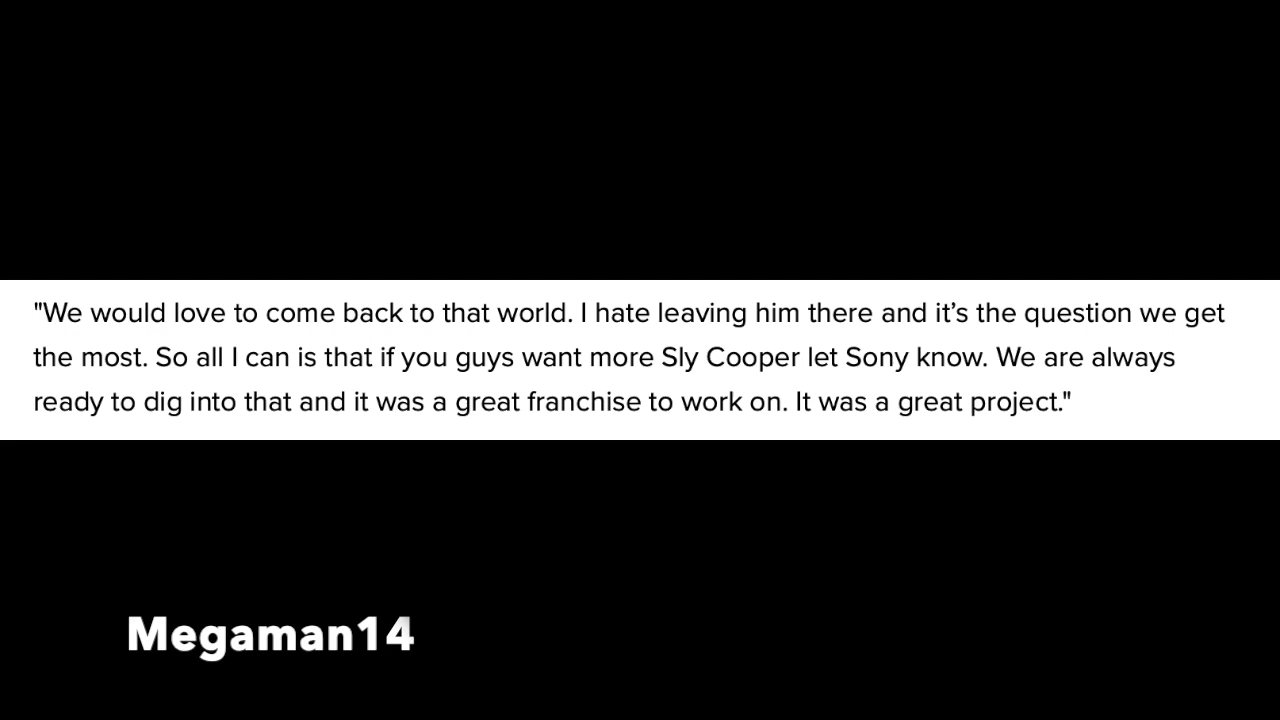 "We would love to come back to that world. I hate leaving him there and it’s the question we get
the most. So all I can is that if you guys want more Sly Cooper let Sony know. We are always
ready to dig into that and it was a great franchise to work on. It was a great project."
Megaman14